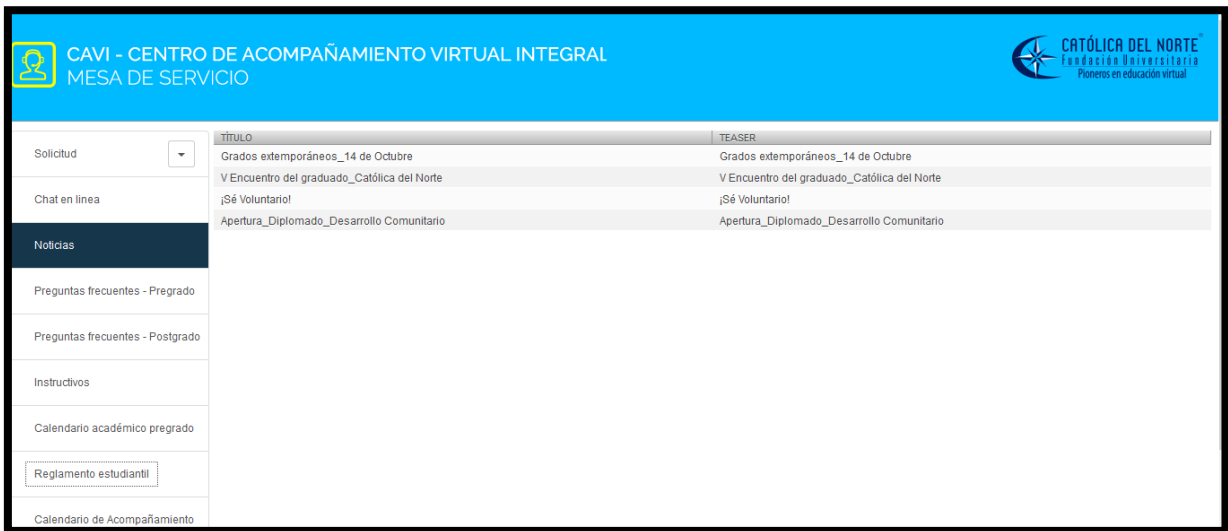 CAVI - CENTRO DE ACOMPAÑAMIENTO VIRTUAL INTEGRAL
MESA DE SERVICIO
CATÓLICA DEL NORTE®
Fundación Universitaria
Pioneros en educación virtual
Solicitud
Chat en linea
Noticias
Preguntas frecuentes - Pregrado
Preguntas frecuentes - Postgrado
Instructivos
Calendario académico pregrado
Reglamento estudiantil
Calendario de Acompañamiento
TÍTULO TEASER
Grados extemporáneos_14 de Octubre Grados extemporáneos_14 de Octubre
V Encuentro del graduado_Católica del Norte V Encuentro del graduado_Católica del Norte
¡Sé Voluntario! ¡Sé Voluntario!
Apertura_Diplomado_Desarrollo Comunitario Apertura_Diplomado_Desarrollo Comunitario